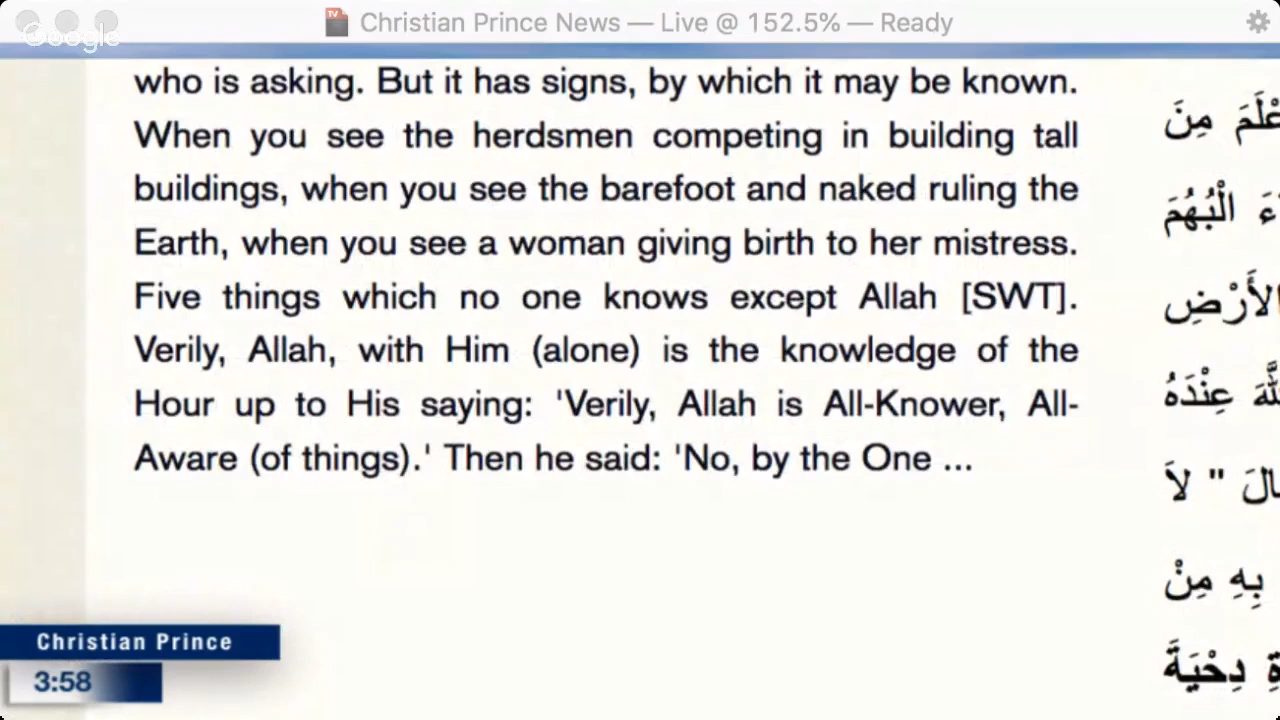 Christian Prince News — Live @ 152.5% — Ready
Google
who is asking. But it has signs, by which it may be known.
When you see the herdsmen competing in building tall
buildings, when you see the barefoot and naked ruling the
Earth, when you see a woman giving birth to her mistress.
Five things which no one knows except Allah [SWT].
Verily, Allah, with Him (alone) is the knowledge of the
Hour up to His saying: 'Verily, Allah is All-Knower, All-
Aware (of things).' Then he said: 'No, by the One ...
مِنَ
الْبُهُمَ
الأَرْضِ
عِنْدَهُ
" لاَ
بِهِ مِنْ
دِحْيَةَ
Christian Prince
3:58